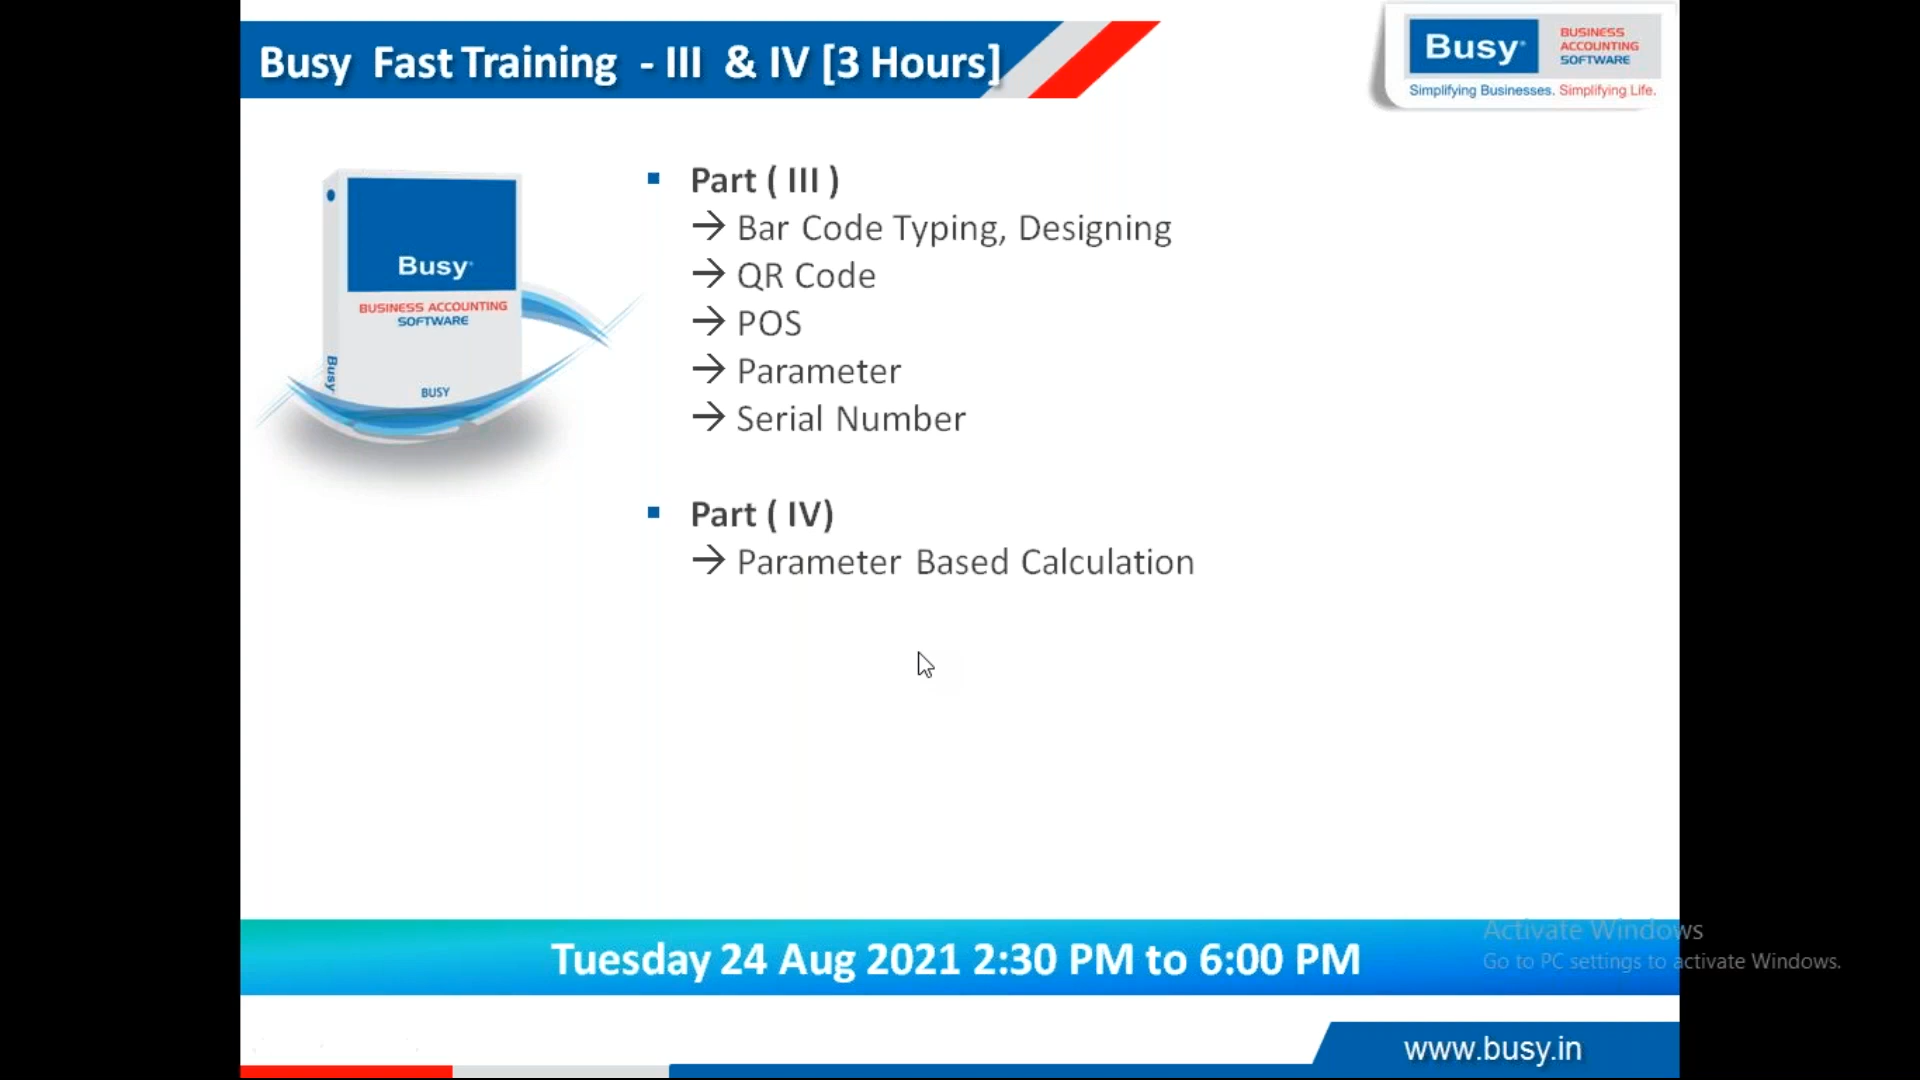 Busy Fast Training - III & IV [3 Hours]
Busy
BUSINESS
ACCOUNTING
SOFTWARE
Simplifying Businesses. Simplifying Life.
Busy
BUSINESS ACCOUNTING
SOFTWARE
Busy
BUSY
Part ( III )
→ Bar Code Typing, Designing
→ QR Code
→ POS
→ Parameter
→ Serial Number
Part ( IV)
→ Parameter Based Calculation
Tuesday 24 Aug 2021 2:30 PM to 6:00 PM
Activate Windows
Go to PC settings to activate Windows.
www.busy.in